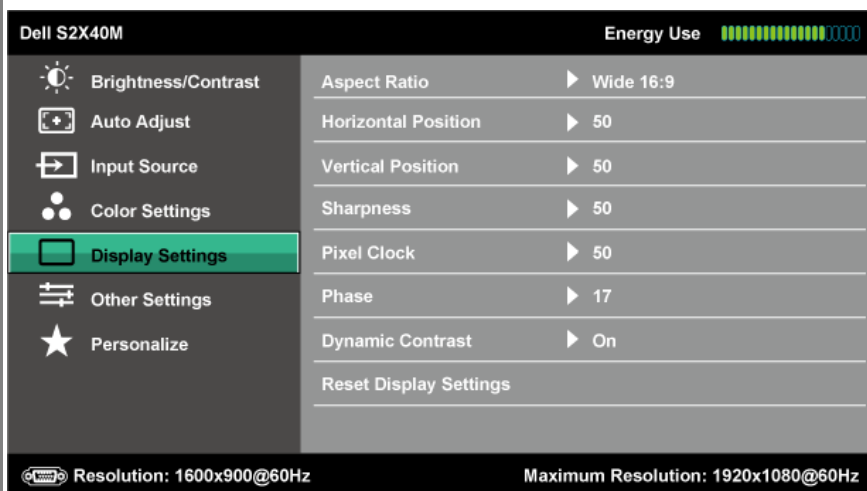 Dell S2X40M Energy Use
Brightness/Contrast
Auto Adjust
Input Source
Color Settings
Display Settings
Other Settings
Personalize
Aspect Ratio Wide 16:9
Horizontal Position 50
Vertical Position 50
Sharpness 50
Pixel Clock 50
Phase 17
Dynamic Contrast On
Reset Display Settings
Resolution: 1600x900@60Hz Maximum Resolution: 1920x1080@60Hz